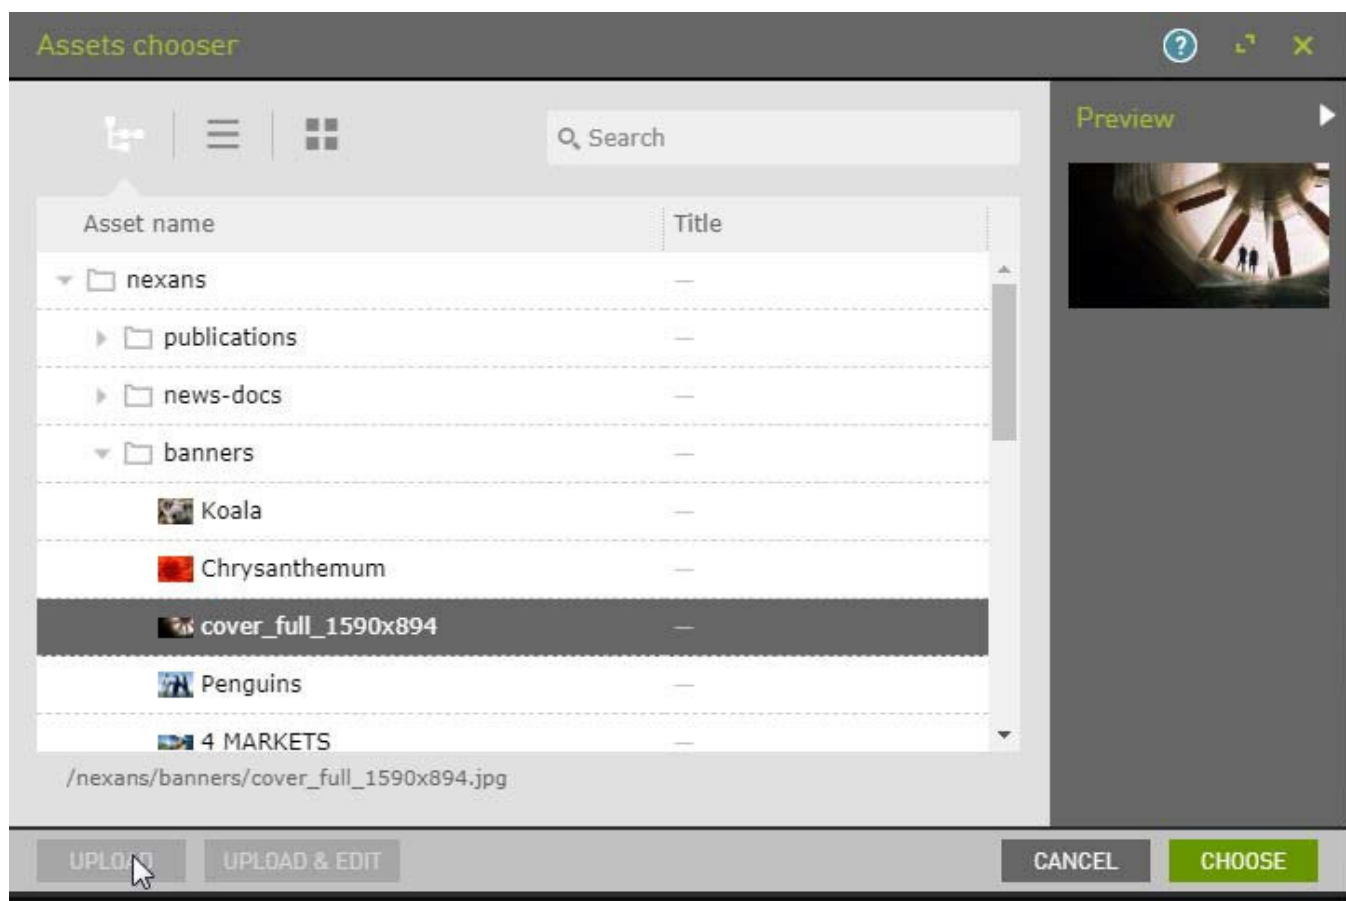 Assets chooser
?
Preview
Search
Asset name Title
nexans —
publications —
news-docs —
banners —
Koala —
Chrysanthemum —
cover_full_1590x894 —
Penguins —
4 MARKETS —
/nexans/banners/cover_full_1590x894.jpg
UPLOAD UPLOAD & EDIT CANCEL CHOOSE